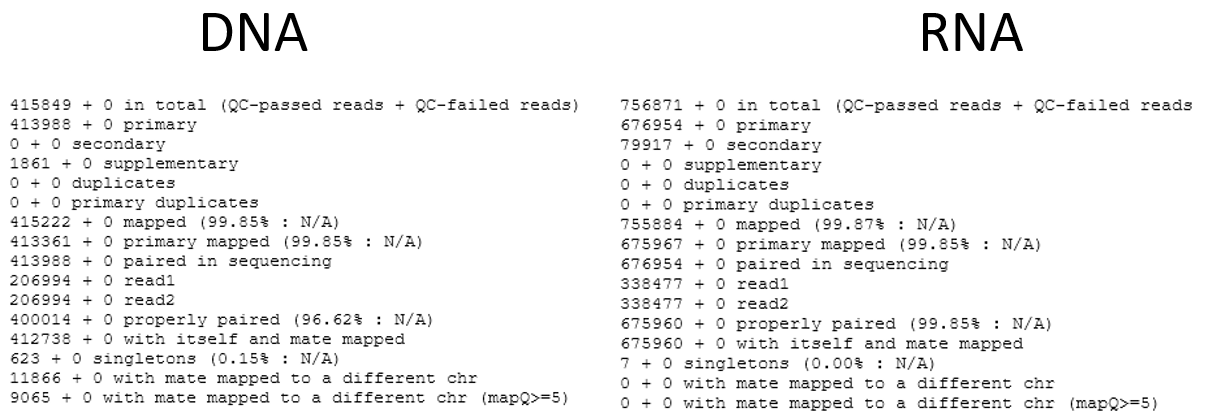 DNA
415849 + 0 in total (QC-passed reads + QC-failed reads)
413988 + 0 primary
0 + 0 secondary
1861 + 0 supplementary
0 + 0 duplicates
0 + 0 primary duplicates
415222 + 0 mapped (99.85% : N/A)
413361 + 0 primary mapped (99.85% : N/A)
413988 + 0 paired in sequencing
206994 + 0 read1
206994 + 0 read2
400014 + 0 properly paired (96.62% : N/A)
412738 + 0 with itself and mate mapped
623 + 0 singletons (0.15% : N/A)
11866 + 0 with mate mapped to a different chr
9065 + 0 with mate mapped to a different chr (mapQ>=5)
RNA
756871 + 0 in total (QC-passed reads + QC-failed reads
676954 + 0 primary
79917 + 0 secondary
0 + 0 supplementary
0 + 0 duplicates
0 + 0 primary duplicates
755884 + 0 mapped (99.87% : N/A)
675967 + 0 primary mapped (99.85% : N/A)
676954 + 0 paired in sequencing
338477 + 0 read1
338477 + 0 read2
675960 + 0 properly paired (99.85% : N/A)
675960 + 0 with itself and mate mapped
7 + 0 singletons (0.00% : N/A)
0 + 0 with mate mapped to a different chr
0 + 0 with mate mapped to a different chr (mapQ>=5)